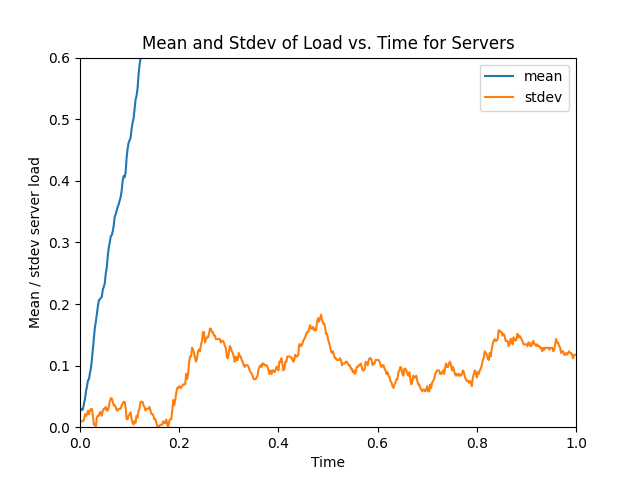 Mean and Stdev of Load vs. Time for Servers
mean
stdev
Mean / stdev server load
0.6
0.5
0.4
0.3
0.2
0.1
0.0
0.0 0.2 0.4 0.6 0.8 1.0
Time